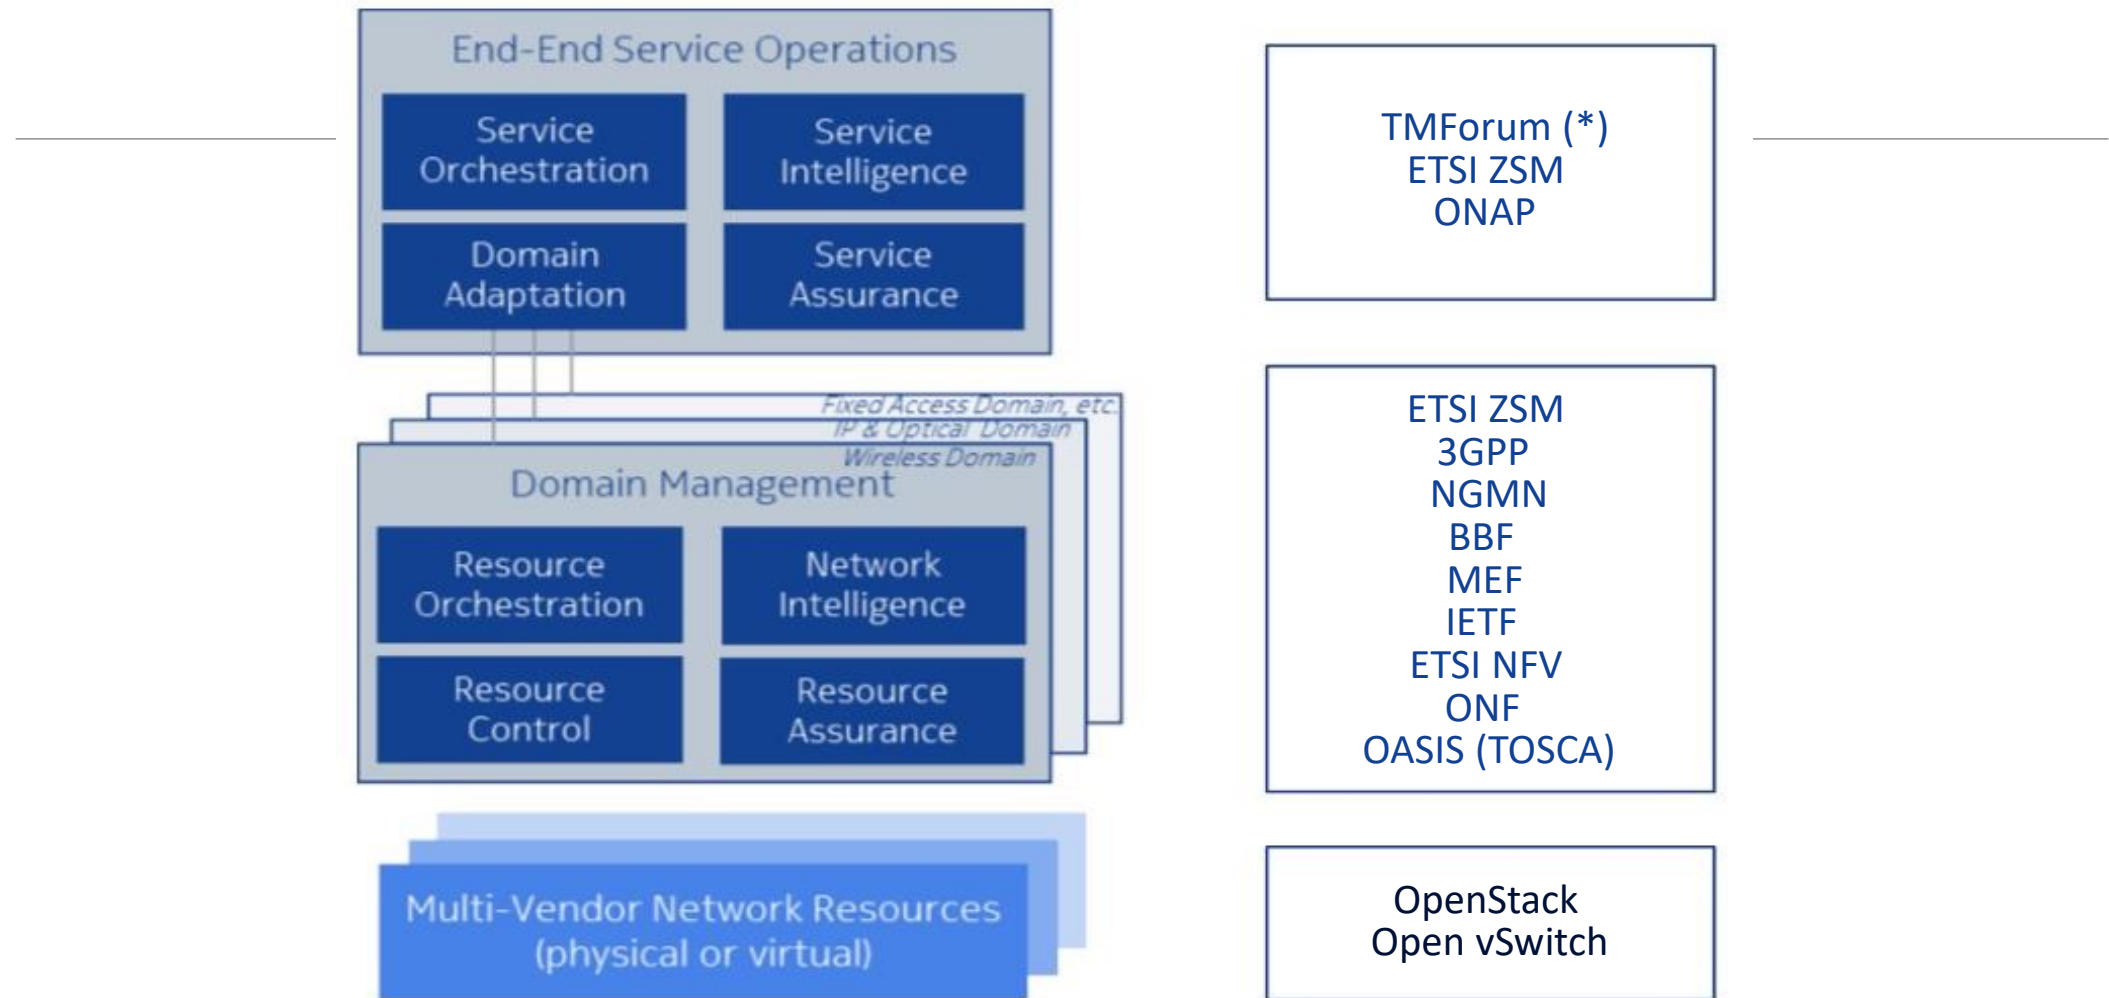 End-End Service Operations
Service
Orchestration
Service
Intelligence
Domain
Adaptation
Service
Assurance
Fixed Access Domain, etc.
IP & Optical Domain
Wireless Domain
Domain Management
Resource
Orchestration
Network
Intelligence
Resource
Control
Resource
Assurance
Multi-Vendor Network Resources
(physical or virtual)
TMForum (*)
ETSI ZSM
ONAP
ETSI ZSM
3GPP
NGMN
BBF
MEF
IETF
ETSI NFV
ONF
OASIS (TOSCA)
OpenStack
Open vSwitch